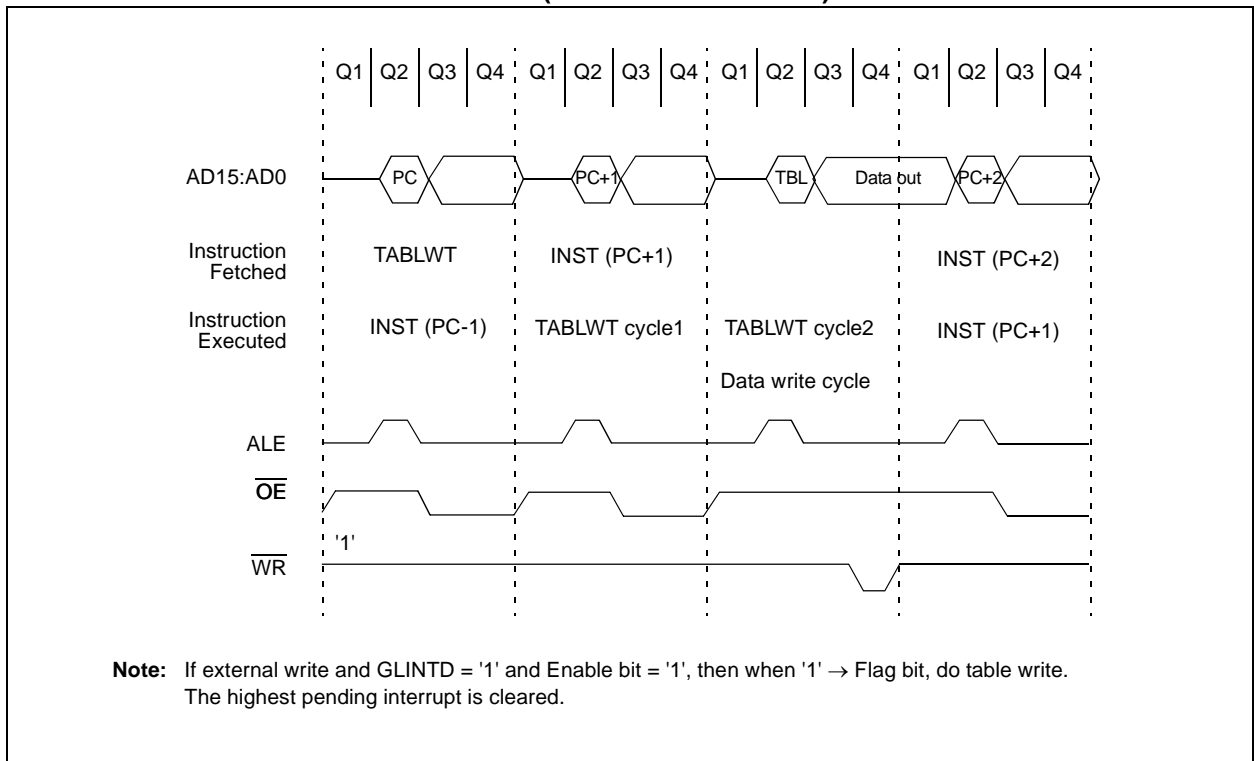 Q1 Q2 Q3 Q4 Q1 Q2 Q3 Q4 Q1 Q2 Q3 Q4 Q1 Q2 Q3 Q4
AD15:AD0 PC PC+1 TBL Data out PC+2
Instruction Fetched TABLWT INST (PC+1) INST (PC+2)
Instruction Executed INST (PC-1) TABLWT cycle1 TABLWT cycle2 INST (PC+1)
Data write cycle
ALE
OE
'1'
WR
Note: If external write and GLINTD = '1' and Enable bit = '1', then when '1' → Flag bit, do table write.
The highest pending interrupt is cleared.